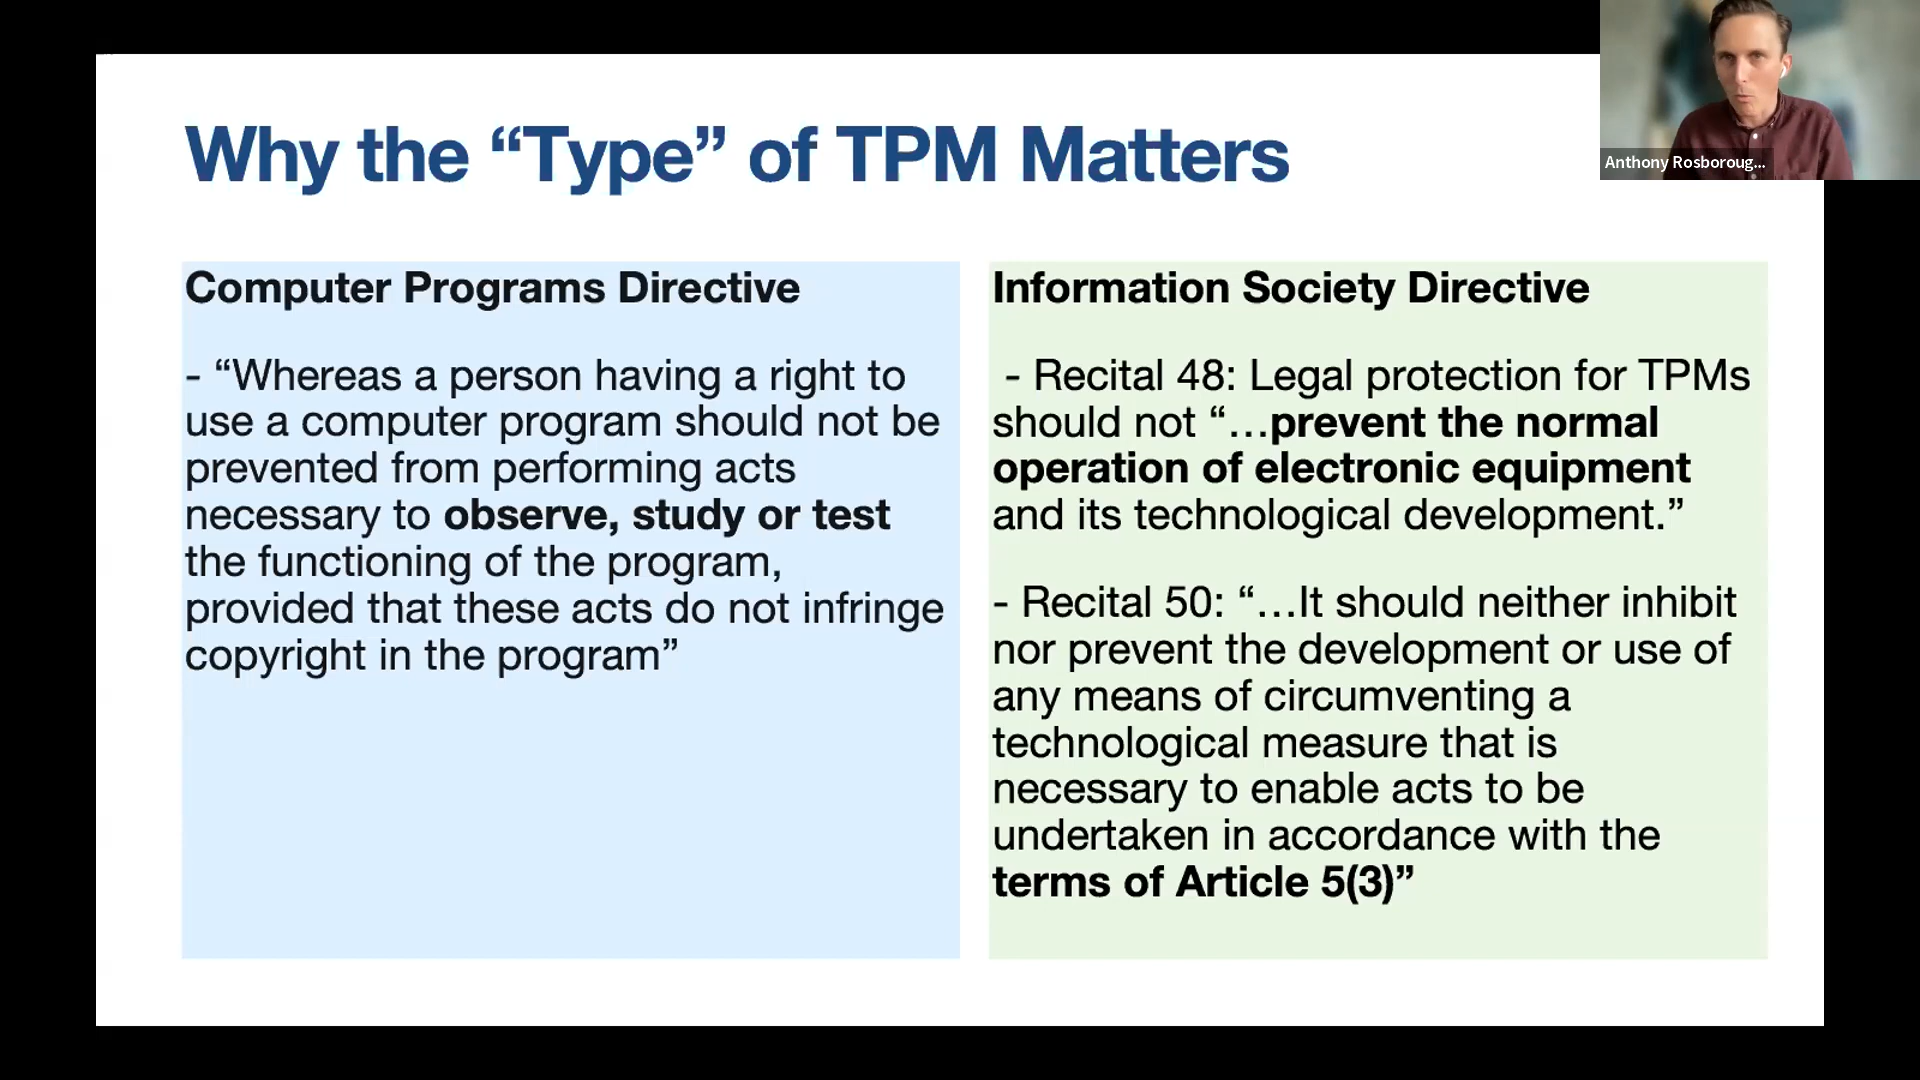 Why the “Type” of TPM Matters
Anthony Rosboroug...
Computer Programs Directive
- “Whereas a person having a right to
use a computer program should not be
prevented from performing acts
necessary to observe, study or test
the functioning of the program,
provided that these acts do not infringe
copyright in the program”
Information Society Directive
- Recital 48: Legal protection for TPMs
should not “…prevent the normal
operation of electronic equipment
and its technological development.”
- Recital 50: “…It should neither inhibit
nor prevent the development or use of
any means of circumventing a
technological measure that is
necessary to enable acts to be
undertaken in accordance with the
terms of Article 5(3)”